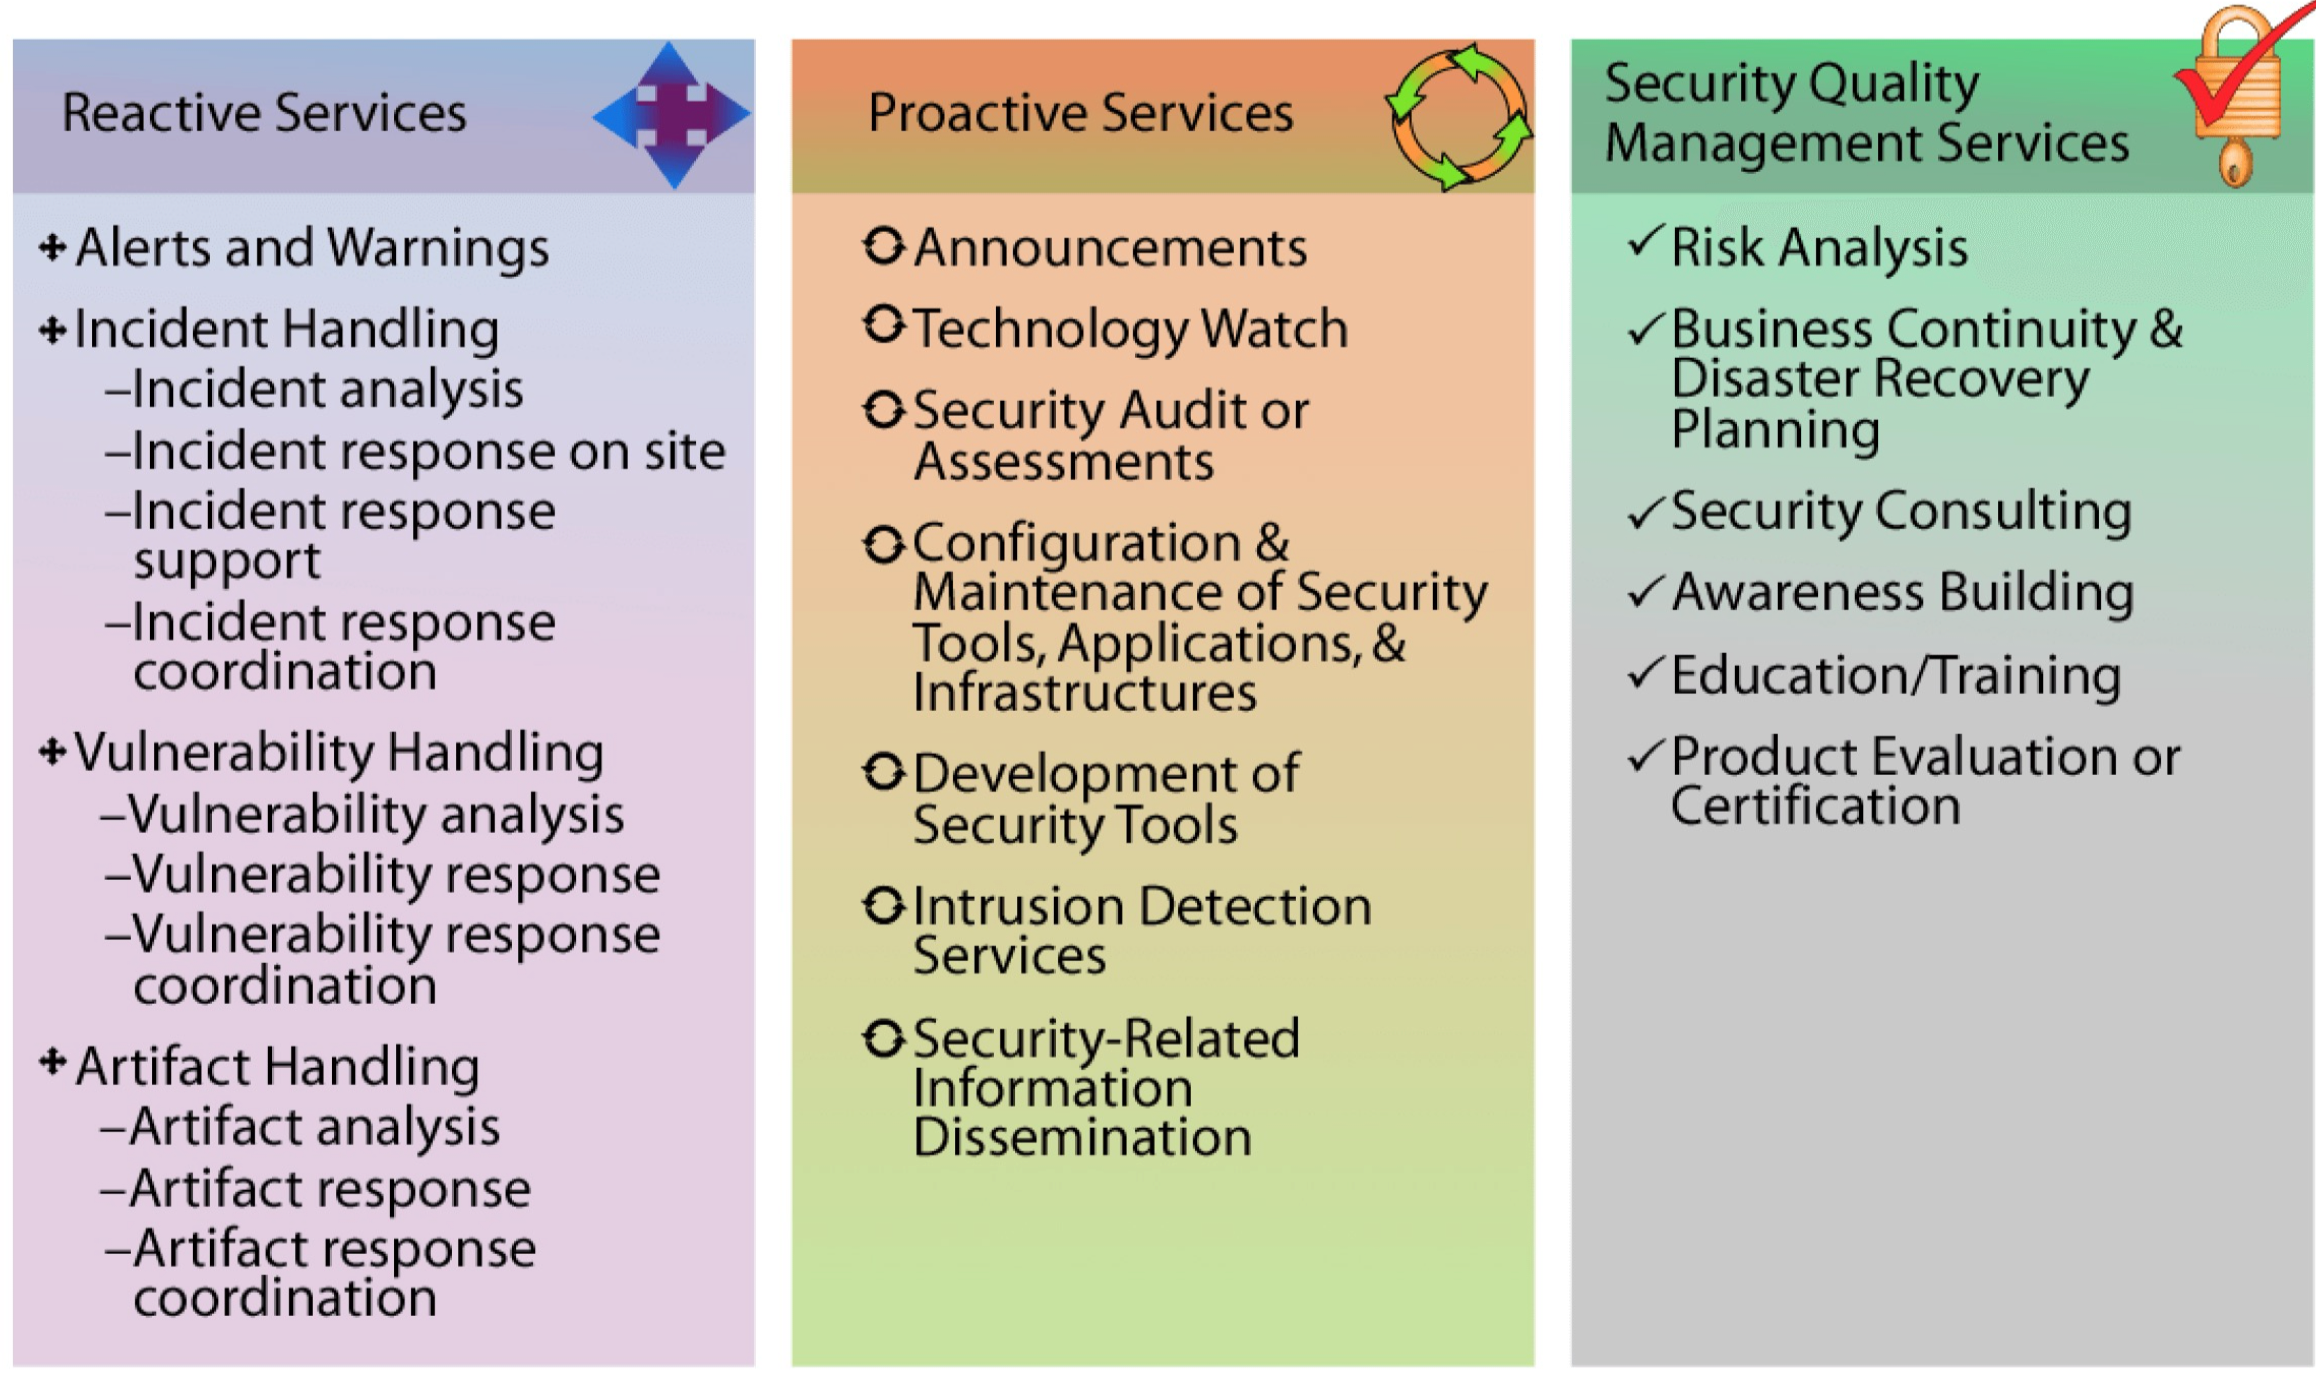 Reactive Services
Alerts and Warnings
Incident Handling
–Incident analysis
–Incident response on site
–Incident response
support
–Incident response
coordination
Vulnerability Handling
–Vulnerability analysis
–Vulnerability response
–Vulnerability response
coordination
Artifact Handling
–Artifact analysis
–Artifact response
–Artifact response
coordination
Proactive Services
Announcements
Technology Watch
Security Audit or
Assessments
Configuration &
Maintenance of Security
Tools, Applications, &
Infrastructures
Development of
Security Tools
Intrusion Detection
Services
Security-Related
Information
Dissemination
Security Quality
Management Services
✓Risk Analysis
✓Business Continuity &
Disaster Recovery
Planning
✓Security Consulting
✓Awareness Building
✓Education/Training
✓Product Evaluation or
Certification